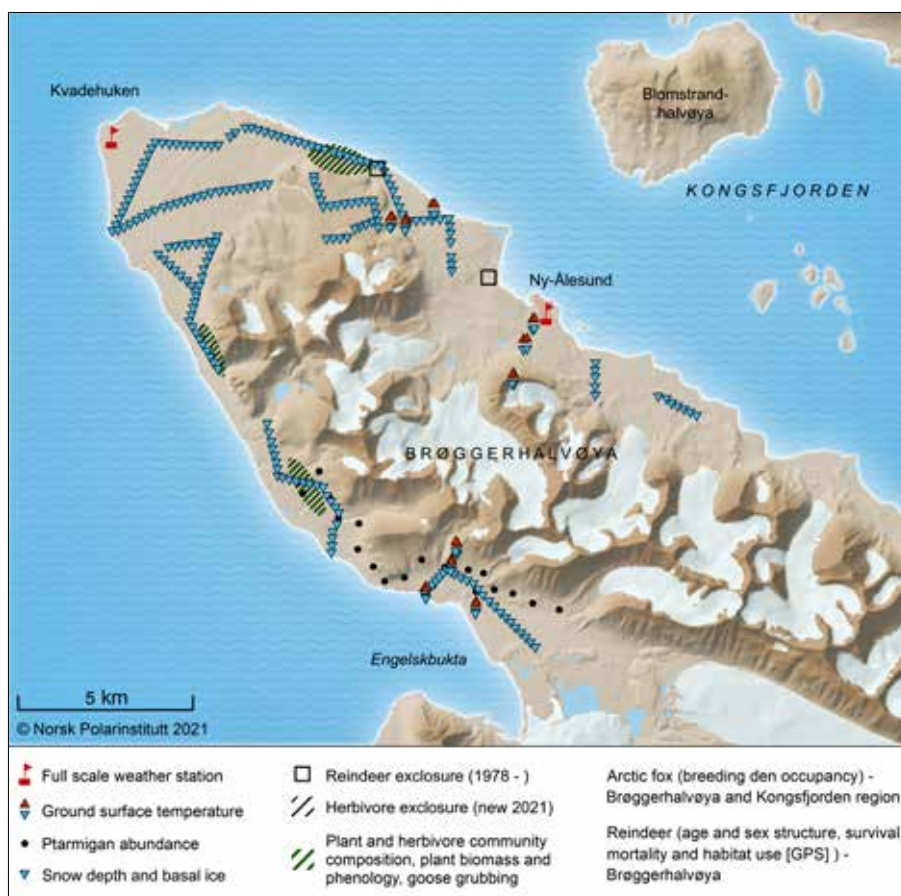 Kvadehuken
Blomstrand-
halvøya
KONGSFJORDEN
Ny-Ålesund
BRØGGERHALVØYA
Engelskbukta
5 km
© Norsk Polarinstitutt 2021
Full scale weather station
Ground surface temperature
Ptarmigan abundance
Snow depth and basal ice
Reindeer exclosure (1978 - )
Herbivore exclosure (new 2021)
Plant and herbivore community
composition, plant biomass and
phenology, goose grubbing
Arctic fox (breeding den occupancy) -
Brøggerhalvøya and Kongsfjorden region
Reindeer (age and sex structure, survival
mortality and habitat use [GPS] ) -
Brøggerhalvøya